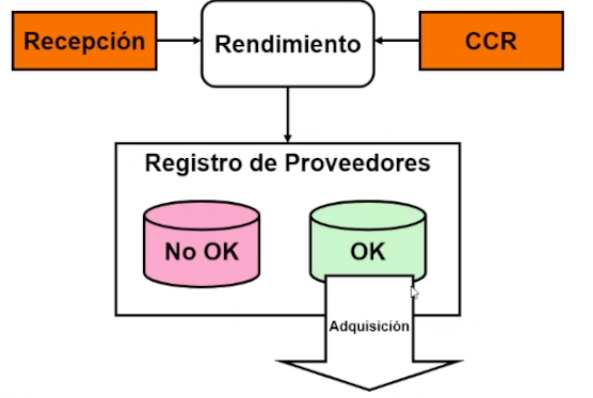 Recepción
Rendimiento
CCR
Registro de Proveedores
No OK
OK
Adquisición